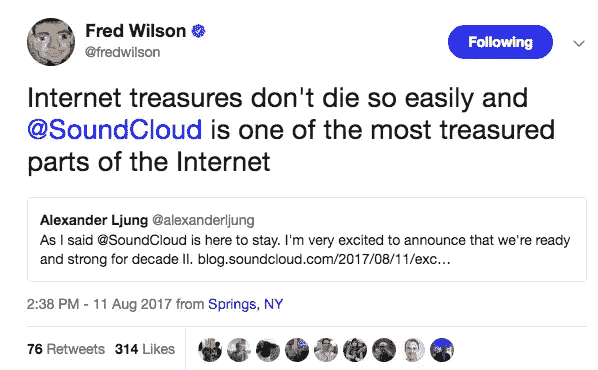 Fred Wilson
@fredwilson
Following
Internet treasures don't die so easily and
@SoundCloud is one of the most treasured
parts of the Internet
Alexander Ljung @alexanderljung
As I said @SoundCloud is here to stay. I'm very excited to announce that we're ready
and strong for decade II. blog.soundcloud.com/2017/08/11/exc…
2:38 PM - 11 Aug 2017 from Springs, NY
76 Retweets 314 Likes